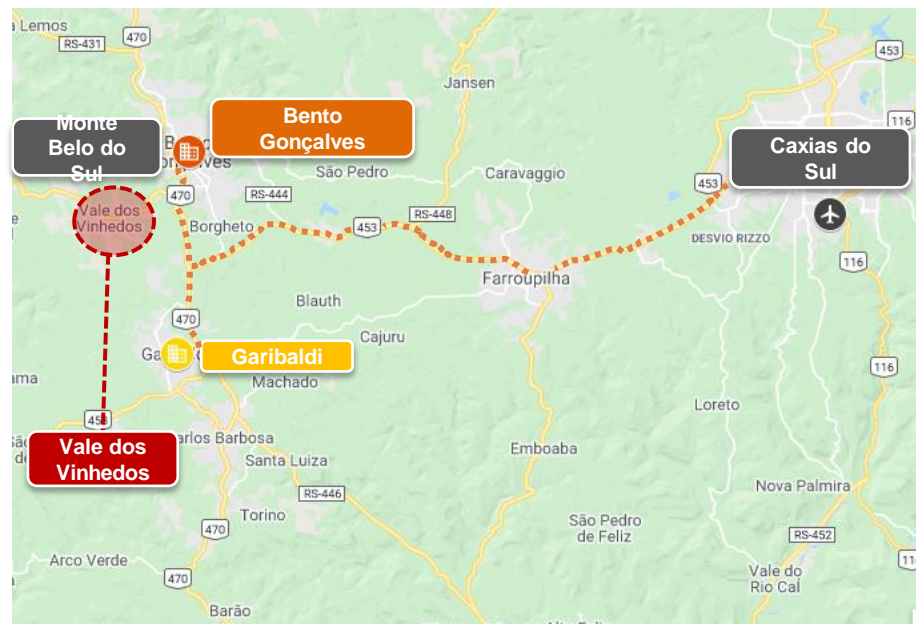 a Lemos
470
RS-431
453
Jansen
116
Bento
Gonçalves
Monte
Belo do
Sul
Caxias do
Sul
São Pedro
Caravaggio
470
RS-444
453
Vale dos
Vinhedos
RS-448
Borgheto
453
DESVIO RIZZO
116
Farroupilha
Blauth
470
Cajuru
Garibaldi
ama
Machado
116
Loreto
453
arlos Barbosa
Vale dos
Vinhedos
Santa Luiza
Emboaba
RS-446
Nova Palmira
Torino
São Pedro
de Feliz
470
RS-452
Arco Verde
470
Vale do
Rio Caí
Barão